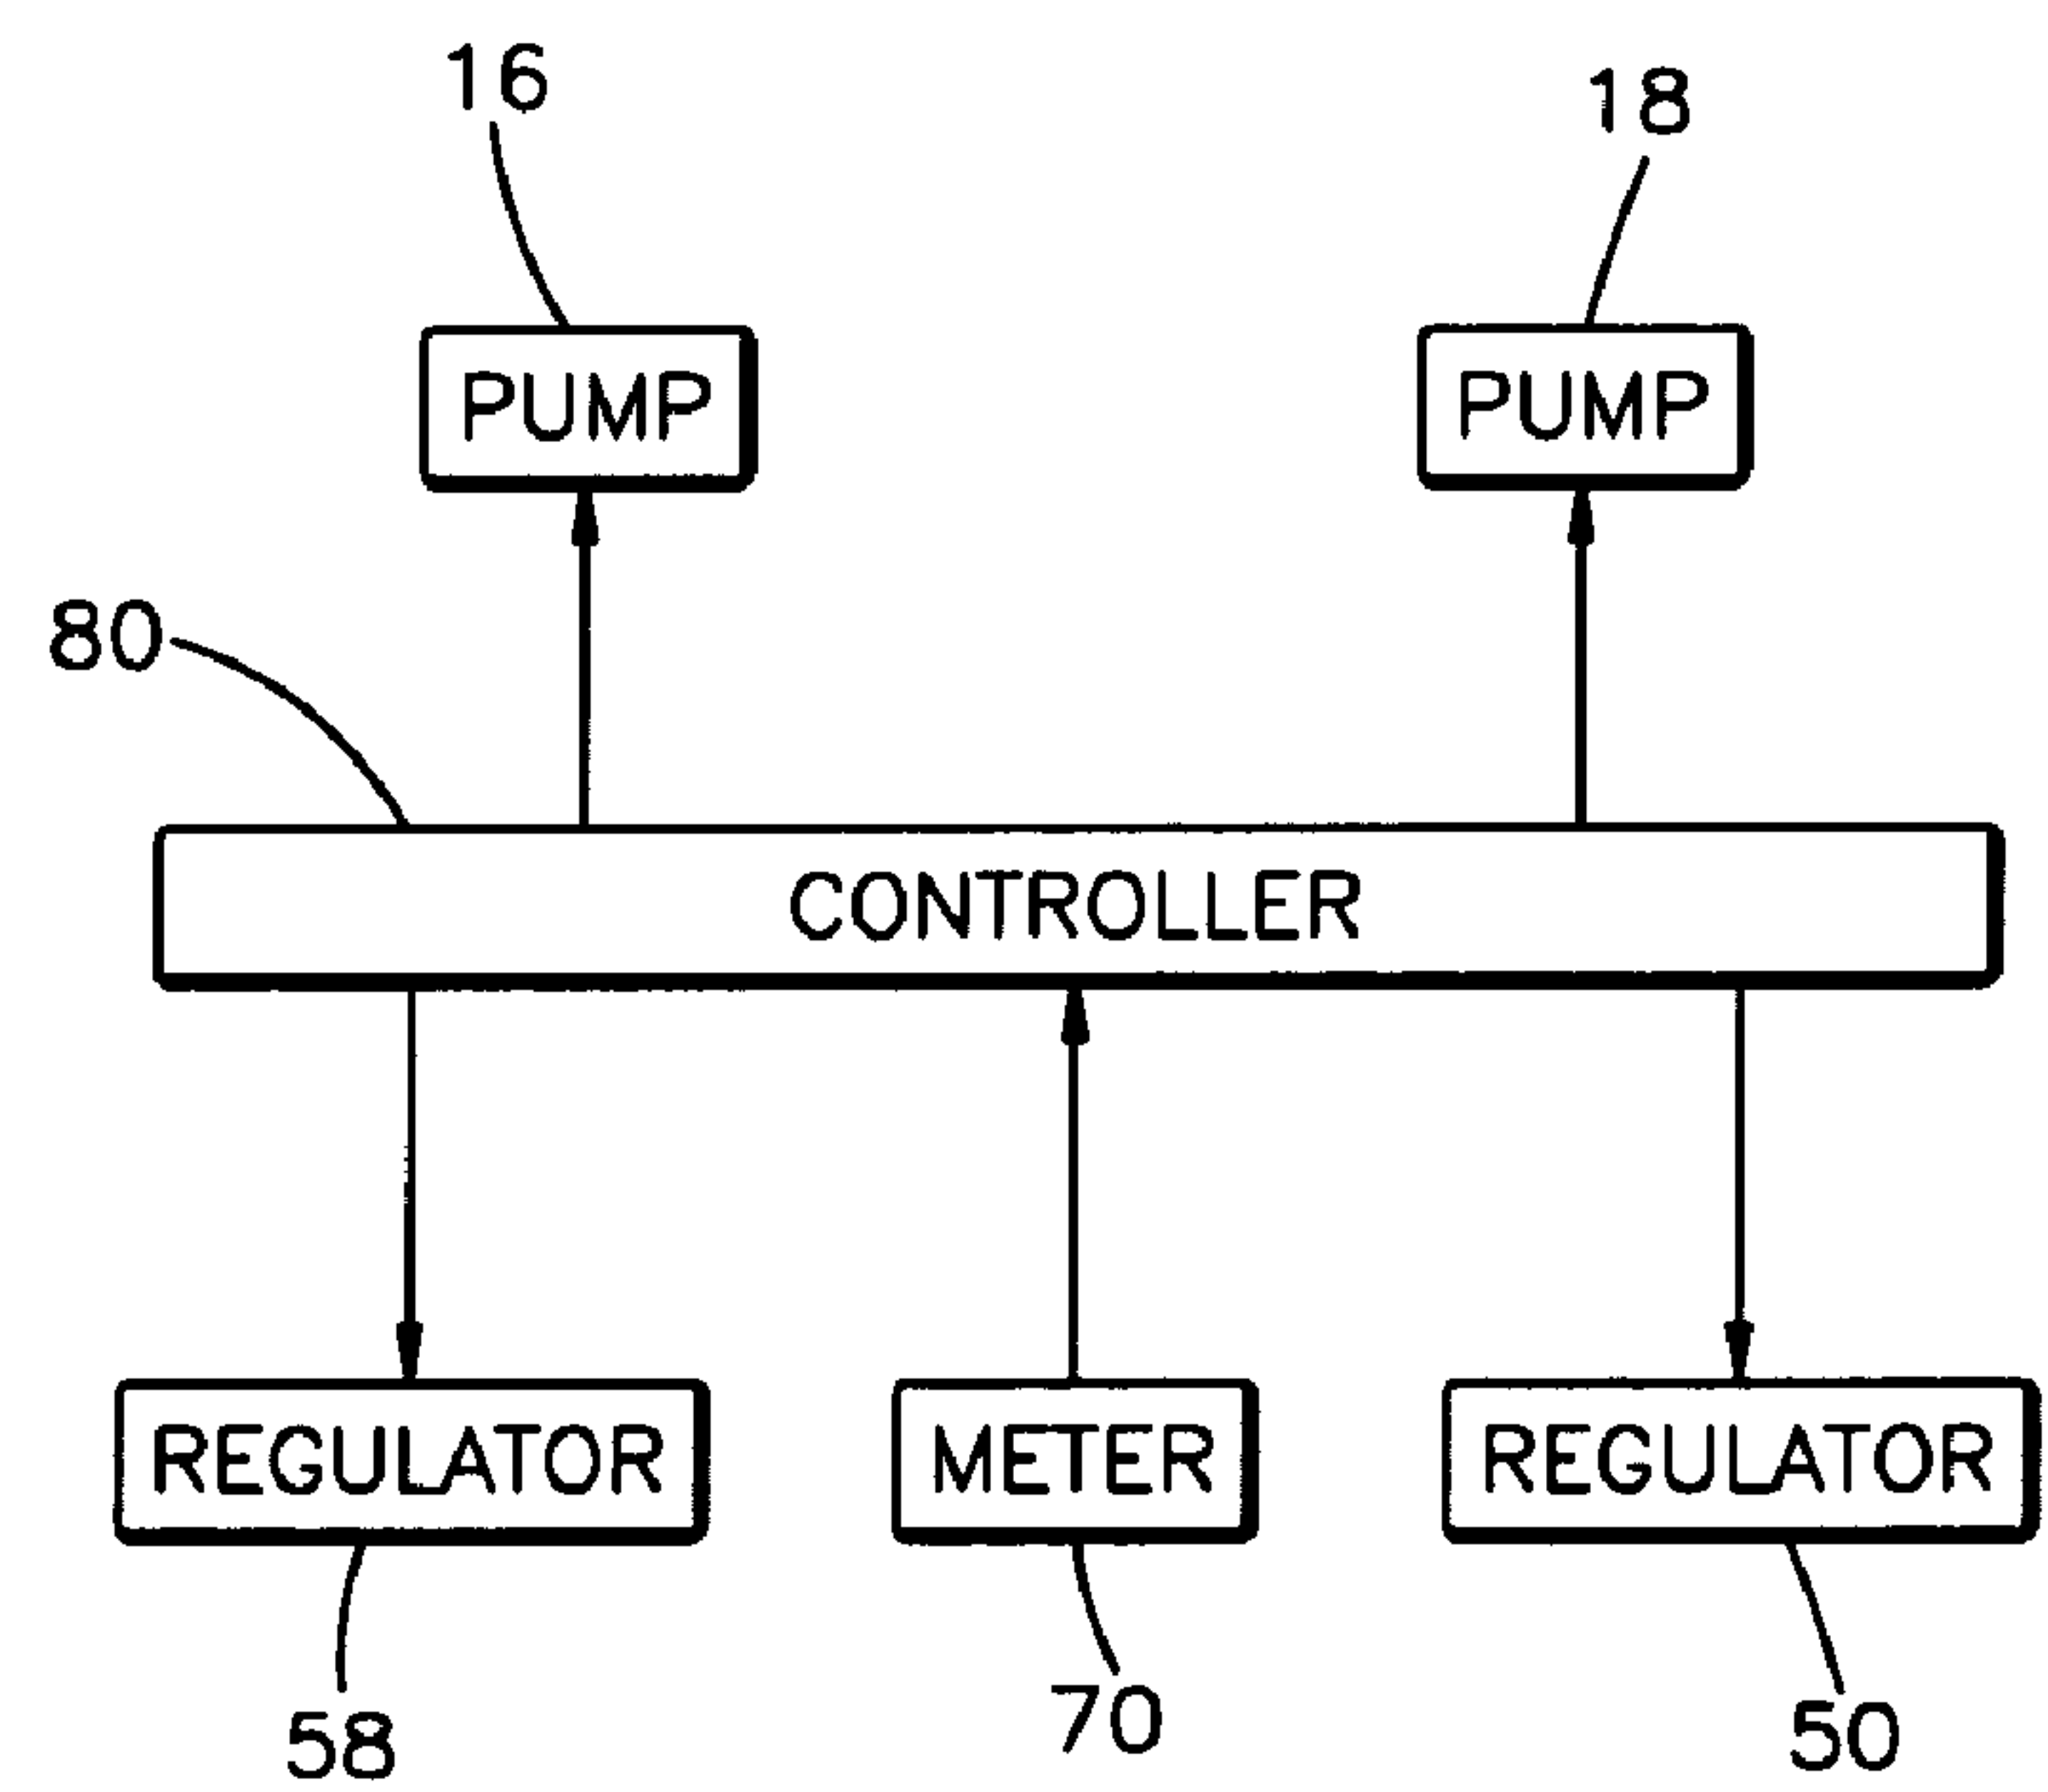 16
18
PUMP
PUMP
80
CONTROLLER
REGULATOR
METER
REGULATOR
58
70
50